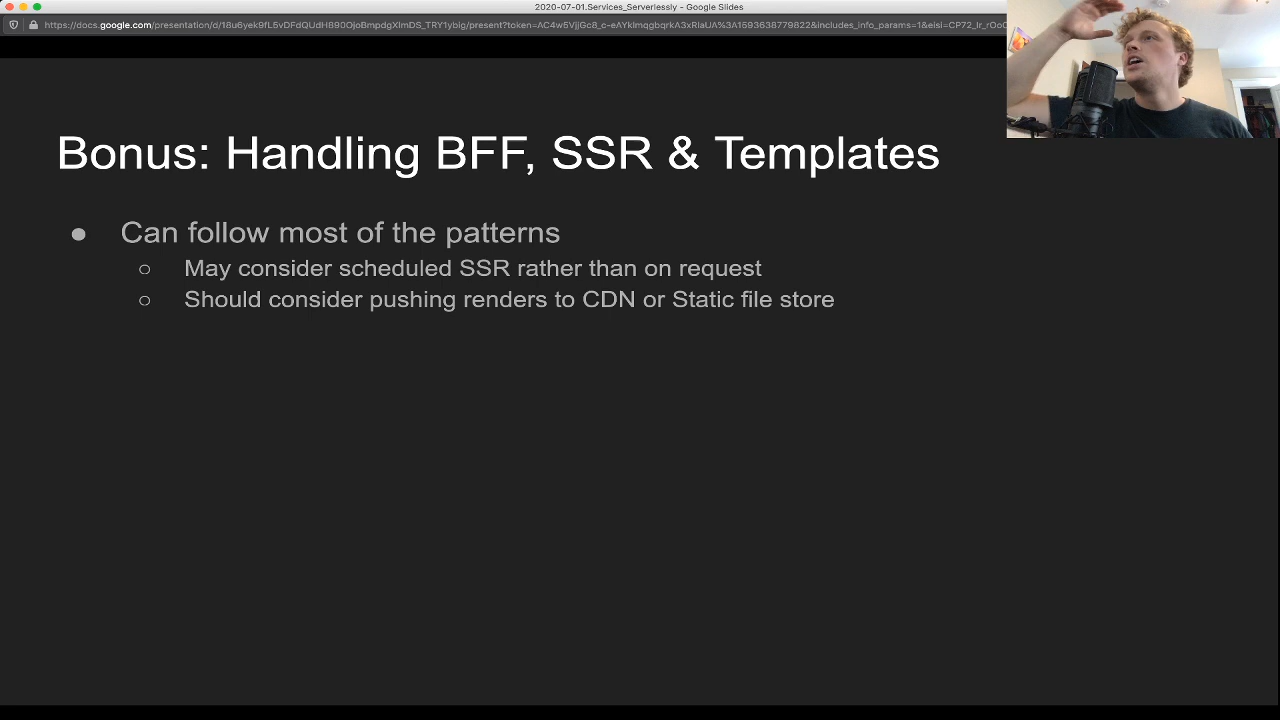 2020-07-01.Services_Serverlessly - Google Slides
Bonus: Handling BFF, SSR & Templates
● Can follow most of the patterns
○ May consider scheduled SSR rather than on request
○ Should consider pushing renders to CDN or Static file store